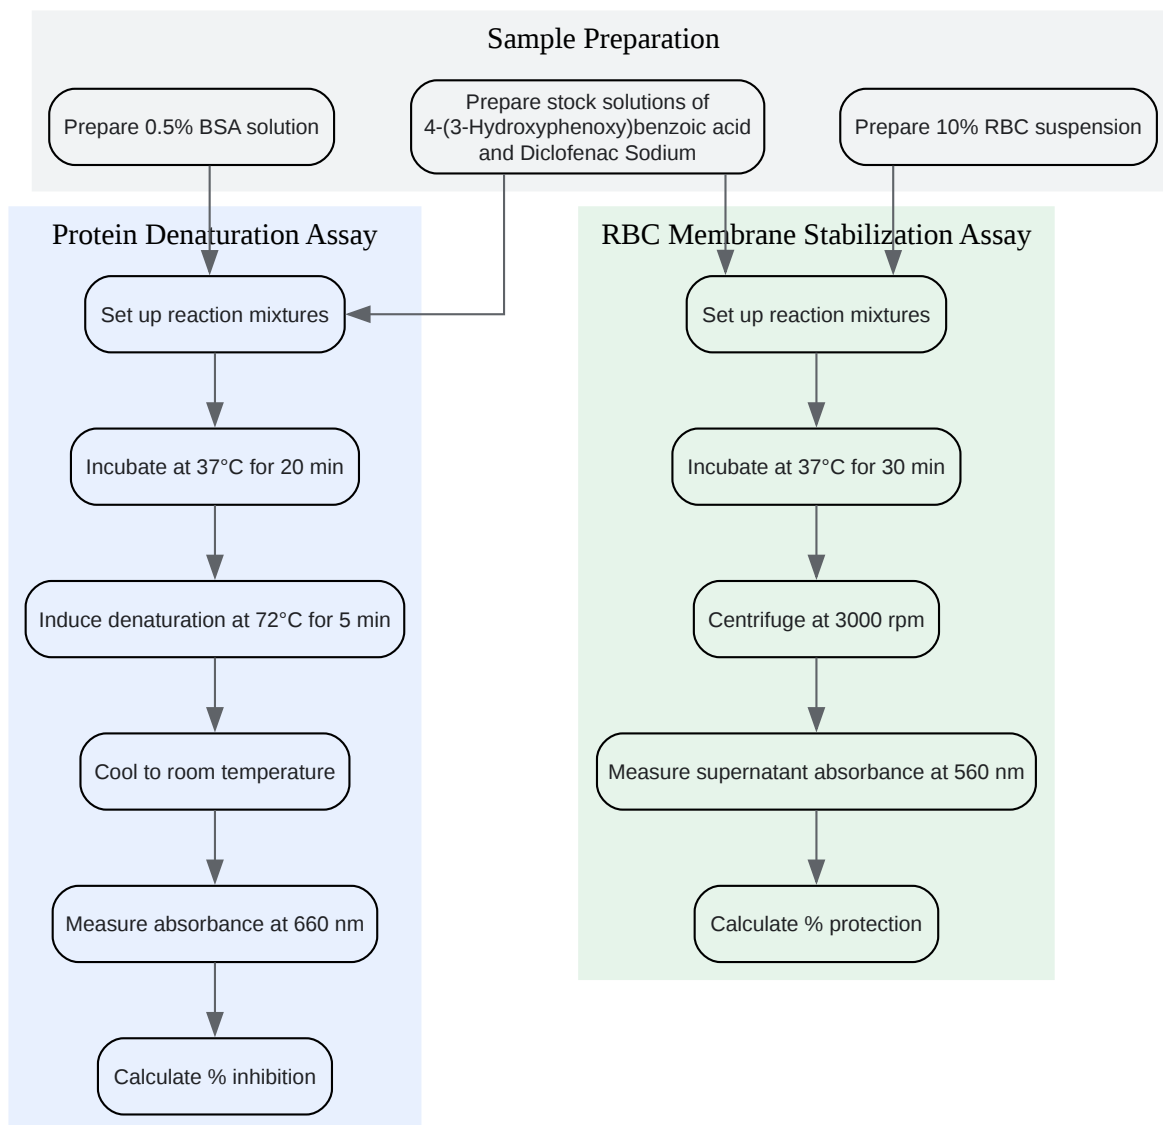 Sample Preparation
Prepare 0.5% BSA solution
Prepare stock solutions of
4-(3-Hydroxyphenoxy)benzoic acid
and Diclofenac Sodium
Prepare 10% RBC suspension
Protein Denaturation Assay
Set up reaction mixtures
Incubate at 37°C for 20 min
Induce denaturation at 72°C for 5 min
Cool to room temperature
Measure absorbance at 660 nm
Calculate % inhibition
RBC Membrane Stabilization Assay
Set up reaction mixtures
Incubate at 37°C for 30 min
Centrifuge at 3000 rpm
Measure supernatant absorbance at 560 nm
Calculate % protection